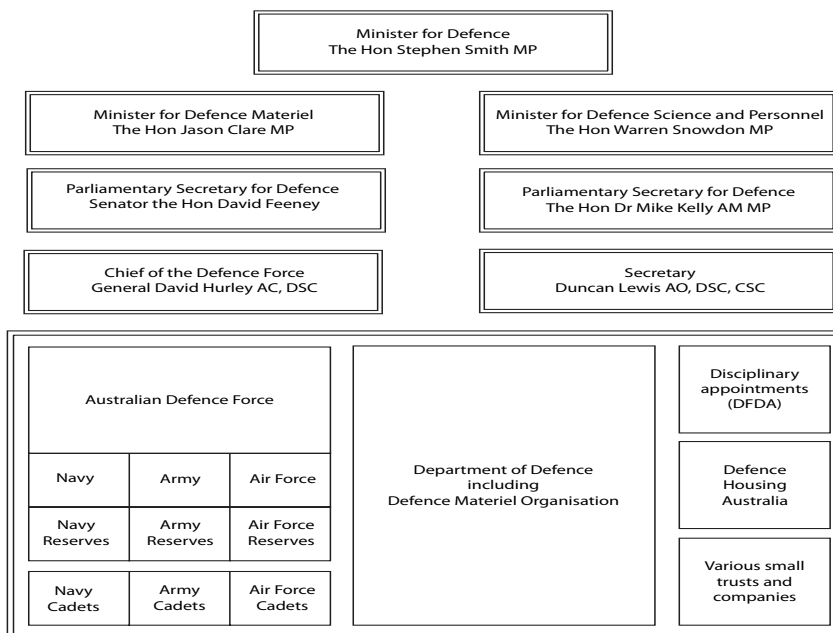 Minister for Defence
The Hon Stephen Smith MP
Minister for Defence Materiel
The Hon Jason Clare MP
Minister for Defence Science and Personnel
The Hon Warren Snowdon MP
Parliamentary Secretary for Defence
Senator the Hon David Feeney
Parliamentary Secretary for Defence
The Hon Dr Mike Kelly AM MP
Chief of the Defence Force
General David Hurley AC, DSC
Secretary
Duncan Lewis AO, DSC, CSC
Australian Defence Force
Navy
Army
Air Force
Navy
Reserves
Army
Reserves
Air Force
Reserves
Navy
Cadets
Army
Cadets
Air Force
Cadets
Department of Defence
including
Defence Materiel Organisation
Disciplinary
appointments
(DFDA)
Defence
Housing
Australia
Various small
trusts and
companies